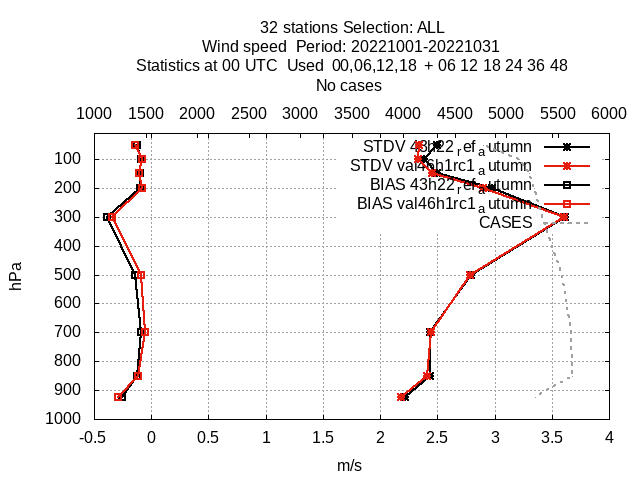 32 stations Selection: ALL
Wind speed  Period: 20221001-20221031
Statistics at 00 UTC  Used  00,06,12,18  + 06 12 18 24 36 48
No cases
1000 1500 2000 2500 3000 3500 4000 4500 5000 5500 6000
STDV 43h22_ref_autumn
100
STDV val46h1rc1_autumn
200
BIAS 43h22_ref_autumn
BIAS val46h1rc1_autumn
300
CASES
400
hPa
500
600
700
800
900
1000
-0.5 0 0.5 1 1.5 2 2.5 3 3.5 4
m/s